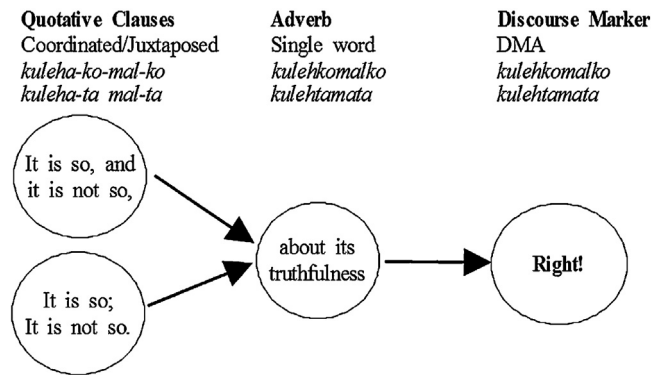 Quotative Clauses
Coordinated/Juxtaposed
kuleha-ko-mal-ko
kuleha-ta mal-ta
Adverb
Single word
kulehkomalko
kulehtamata
Discourse Marker
DMA
kulehkomalko
kulehtamata
It is so, and
it is not so,
It is so;
It is not so.
about its
truthfulness
Right!